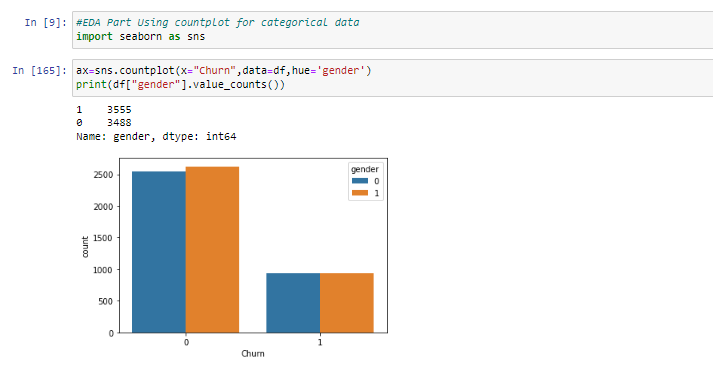 In [9]: #EDA Part Using countplot for categorical data
import seaborn as sns
In [165]: ax=sns.countplot(x="Churn",data=df,hue='gender')
print(df["gender"].value_counts())
1    3555
0    3488
Name: gender, dtype: int64
gender
0
1
2500
2000
1500
1000
500
0
count
0 1
Churn